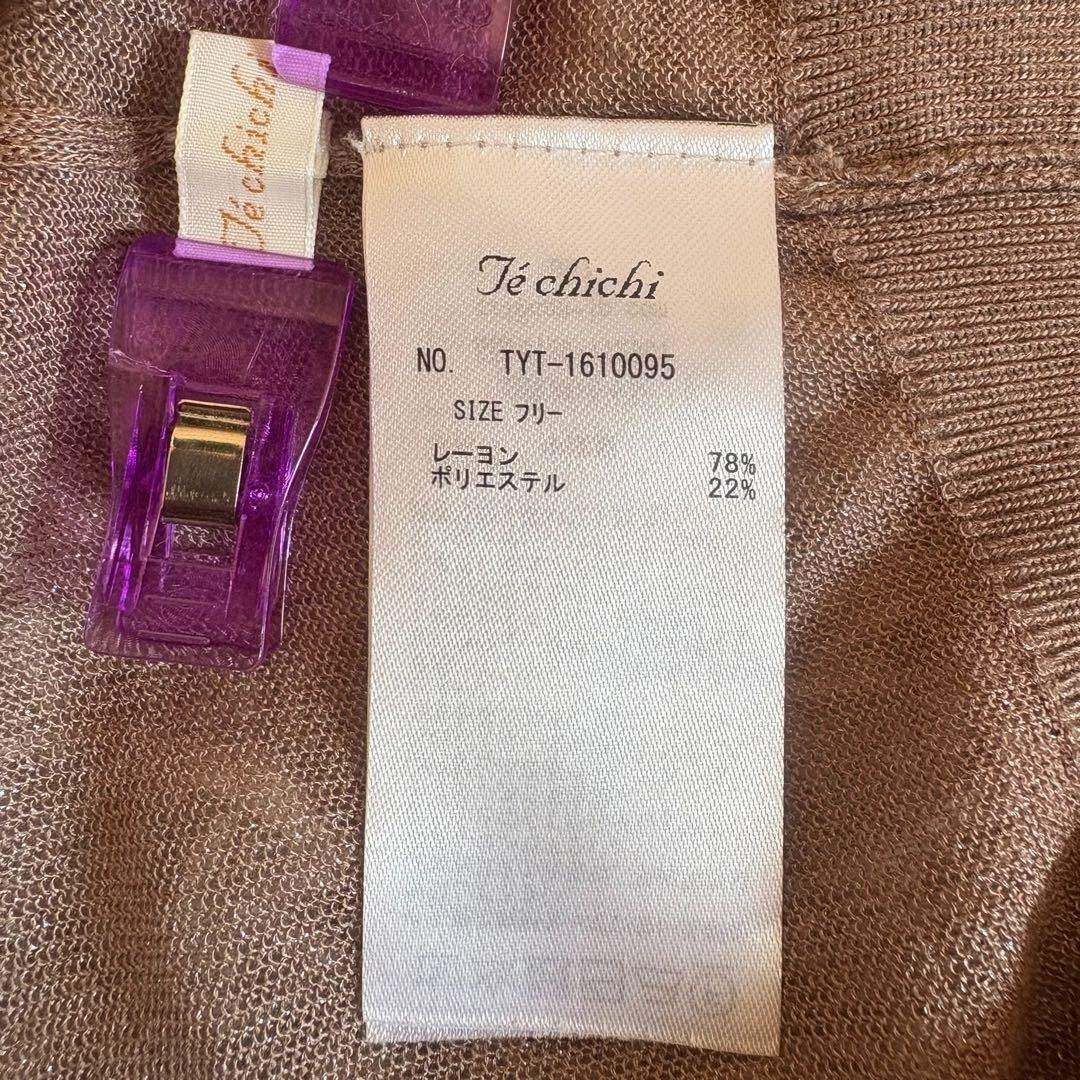 Té chichi
Té chichi
NO. TYT-1610095
SIZE フリー
レーヨン 78%
ポリエステル 22%